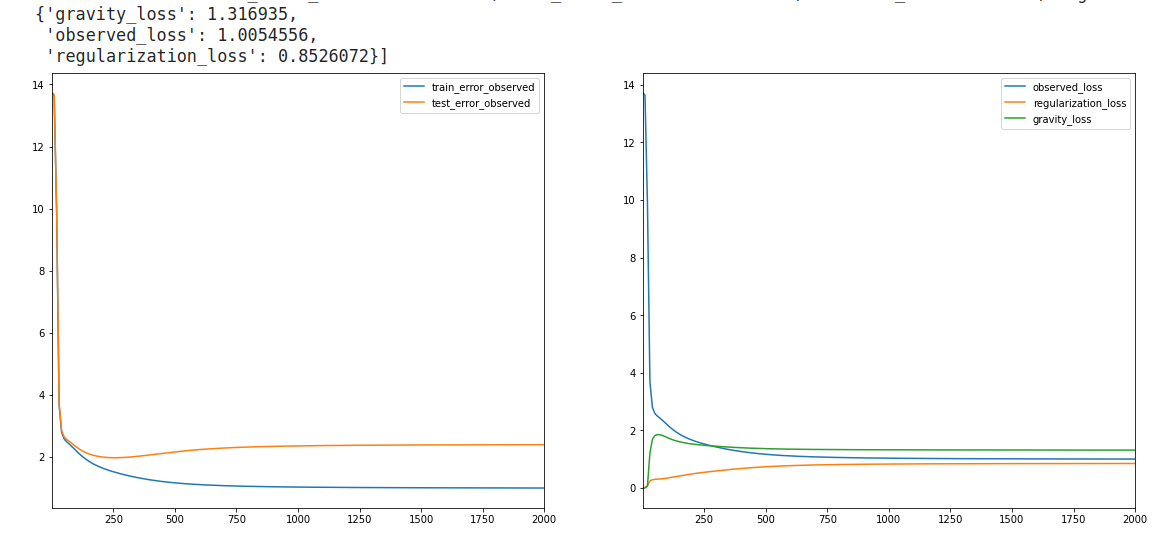 {'gravity_loss': 1.316935,
'observed_loss': 1.0054556,
'regularization_loss': 0.8526072}]
train_error_observed
test_error_observed
14
12
10
8
6
4
2
250 500 750 1000 1250 1500 1750 2000
observed_loss
regularization_loss
gravity_loss
14
12
10
8
6
4
2
0
250 500 750 1000 1250 1500 1750 2000